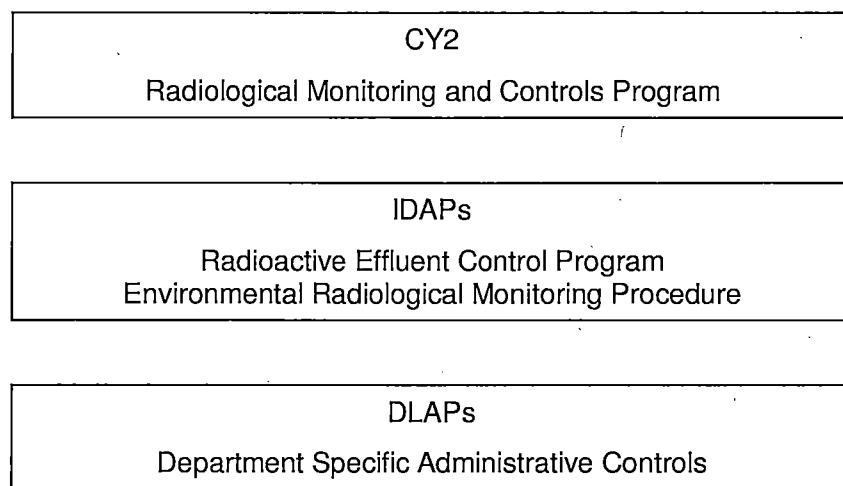 CY2
Radiological Monitoring and Controls Program
IDAPs
Radioactive Effluent Control Program
Environmental Radiological Monitoring Procedure
DLAPs
Department Specific Administrative Controls